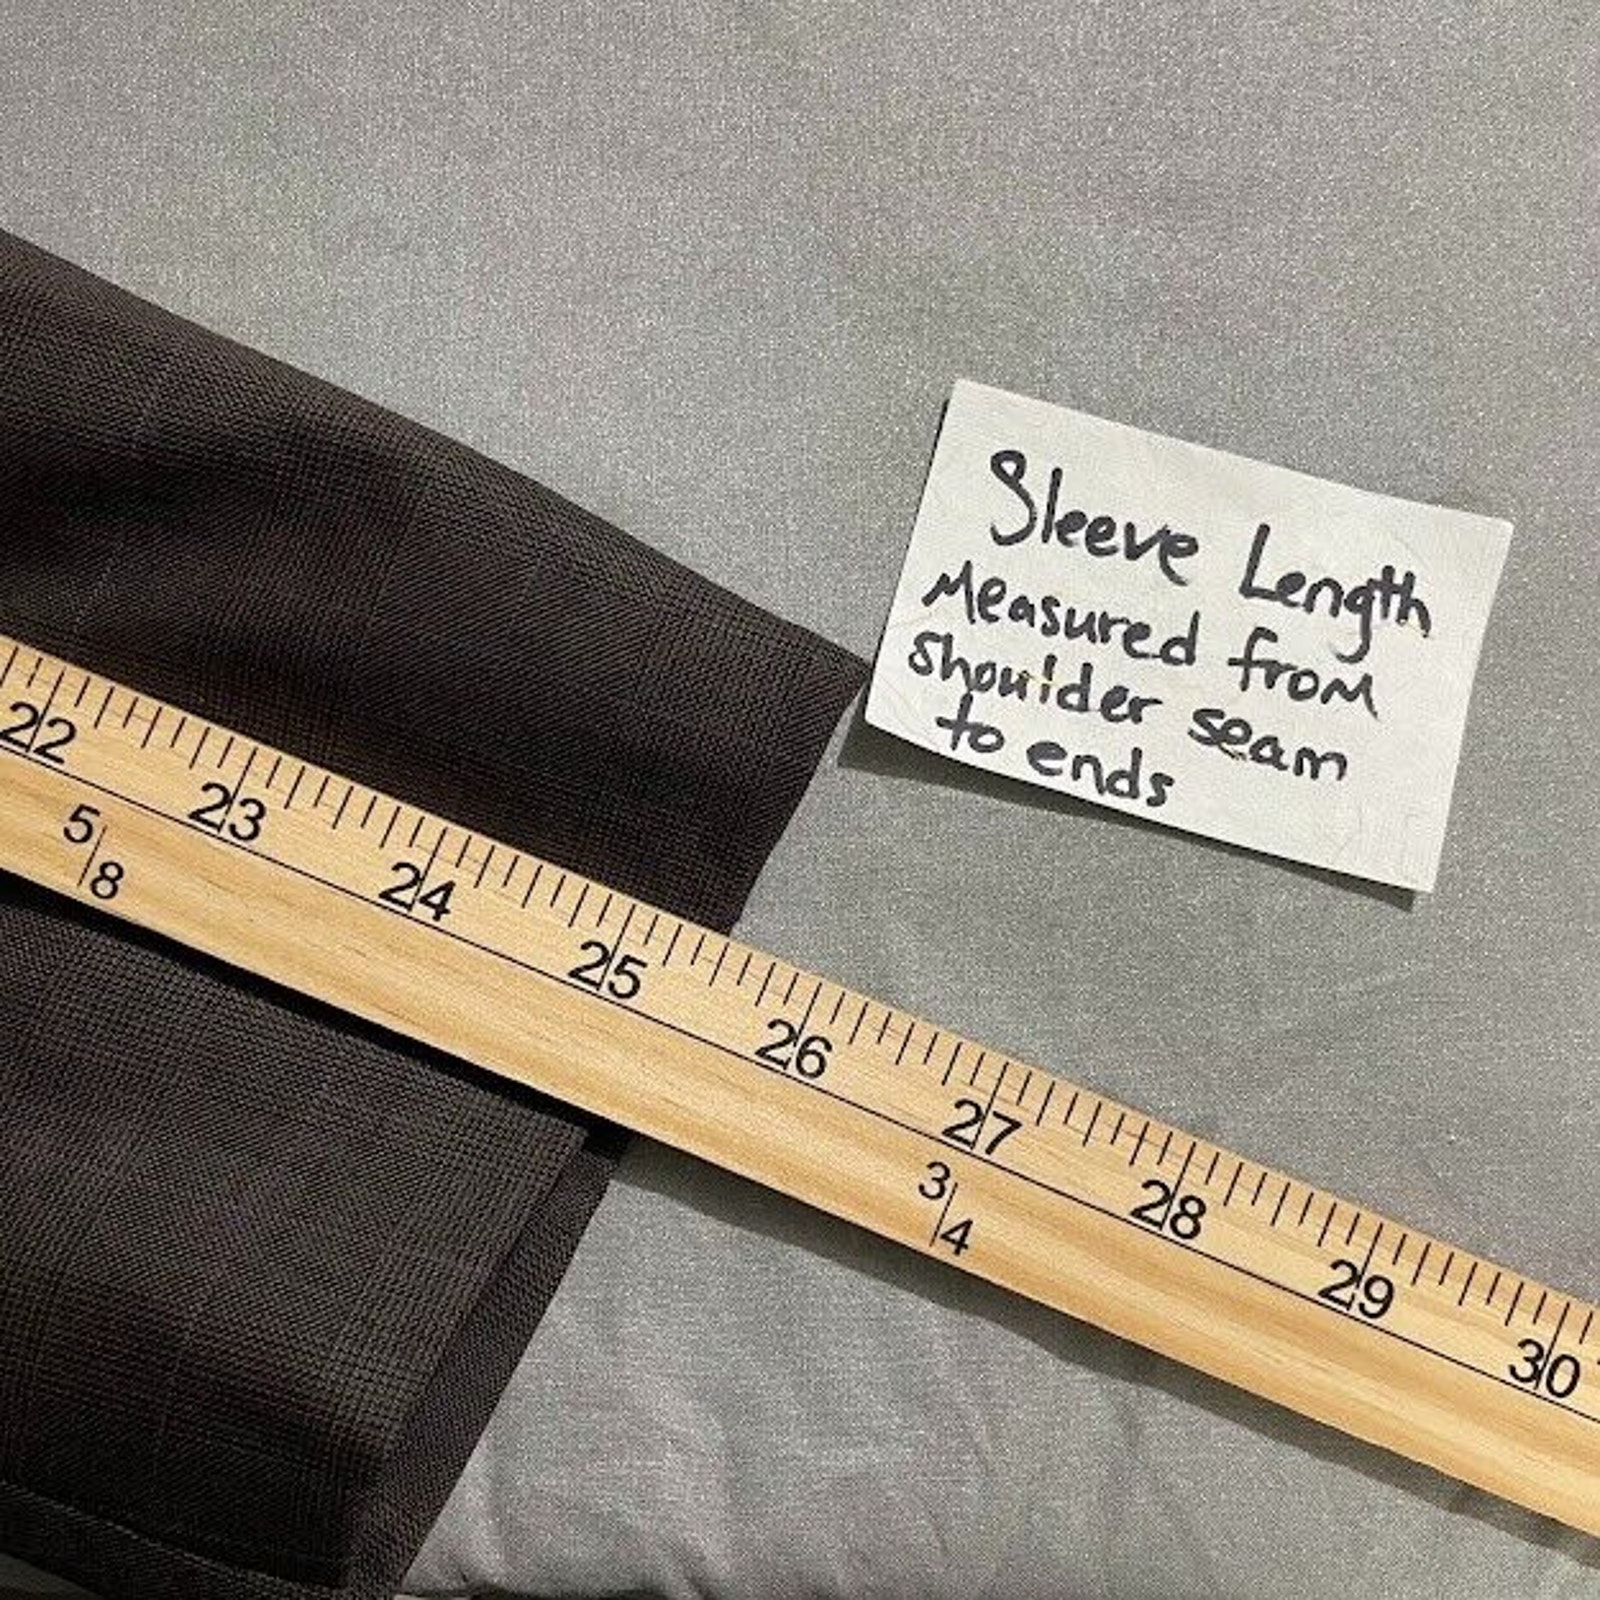 Sleeve Length
Measured from
shoulder seam
to ends
22 23 24 25 26 27 28 29 30
5/8 3/4